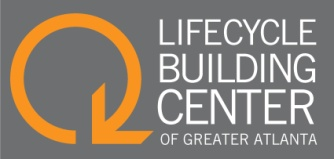 LIFECYCLE
BUILDING
CENTER
OF GREATER ATLANTA